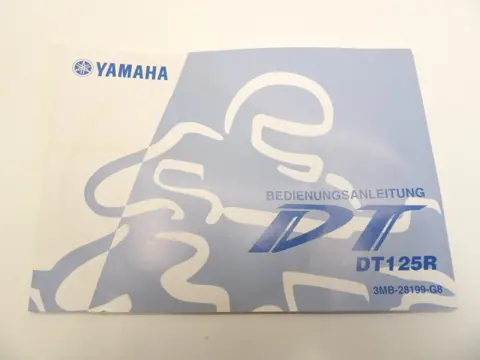 YAMAHA
BEDIENUNGSANLEITUNG
DT
DT125R
3MB-28199-G8